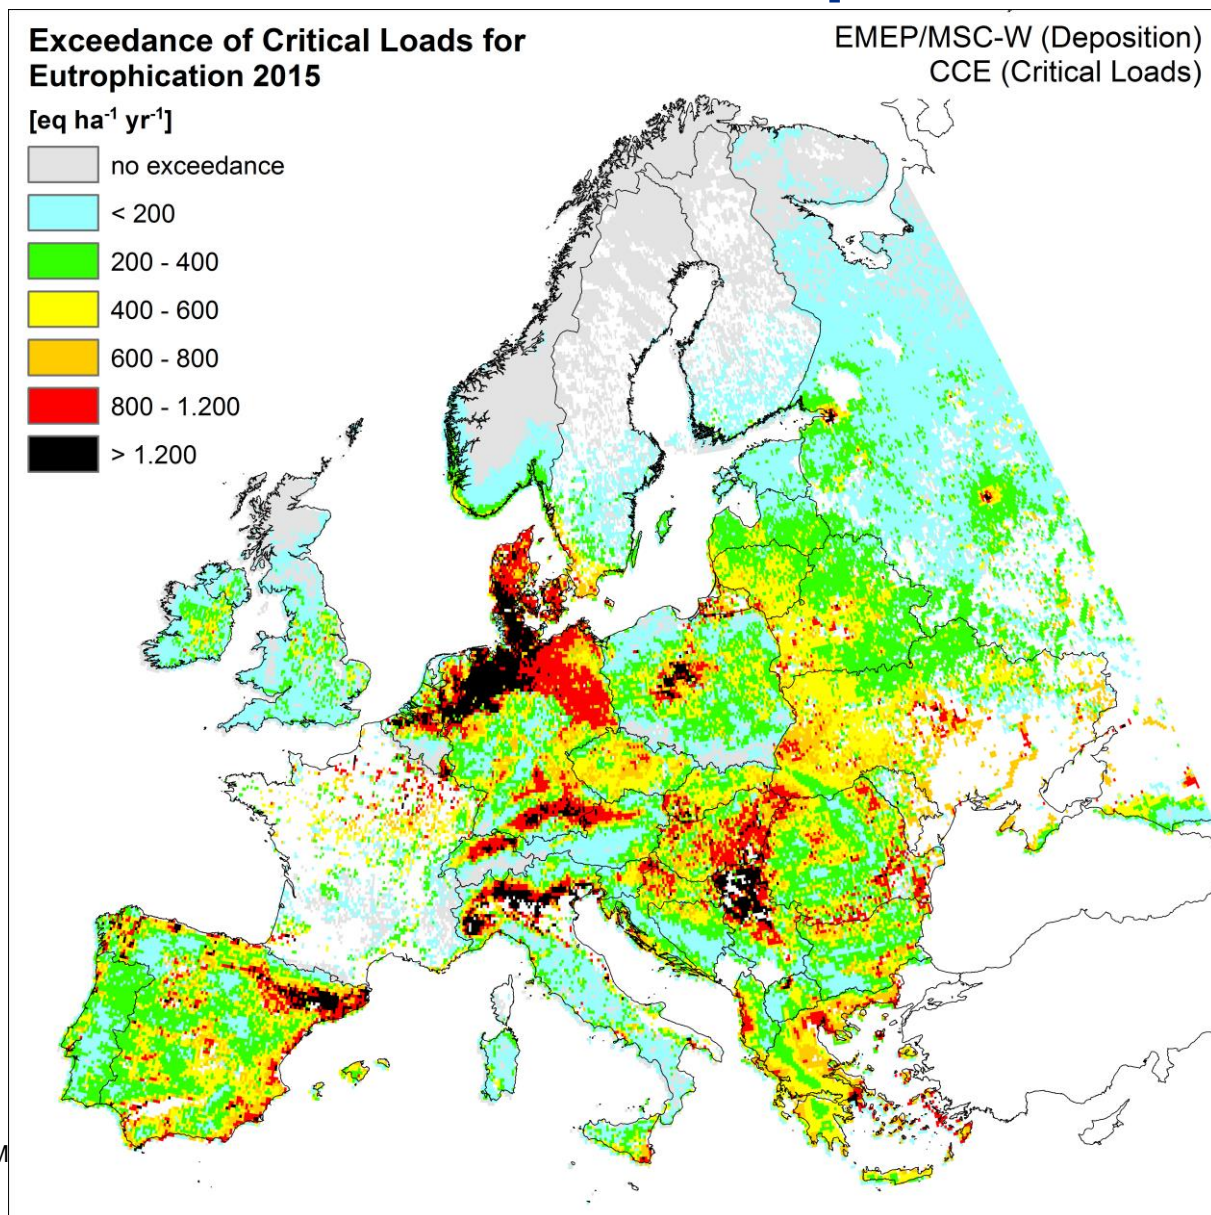 Exceedance of Critical Loads for
Eutrophication 2015
[eq ha⁻¹ yr⁻¹]
no exceedance
< 200
200 - 400
400 - 600
600 - 800
800 - 1.200
> 1.200
EMEP/MSC-W (Deposition)
CCE (Critical Loads)